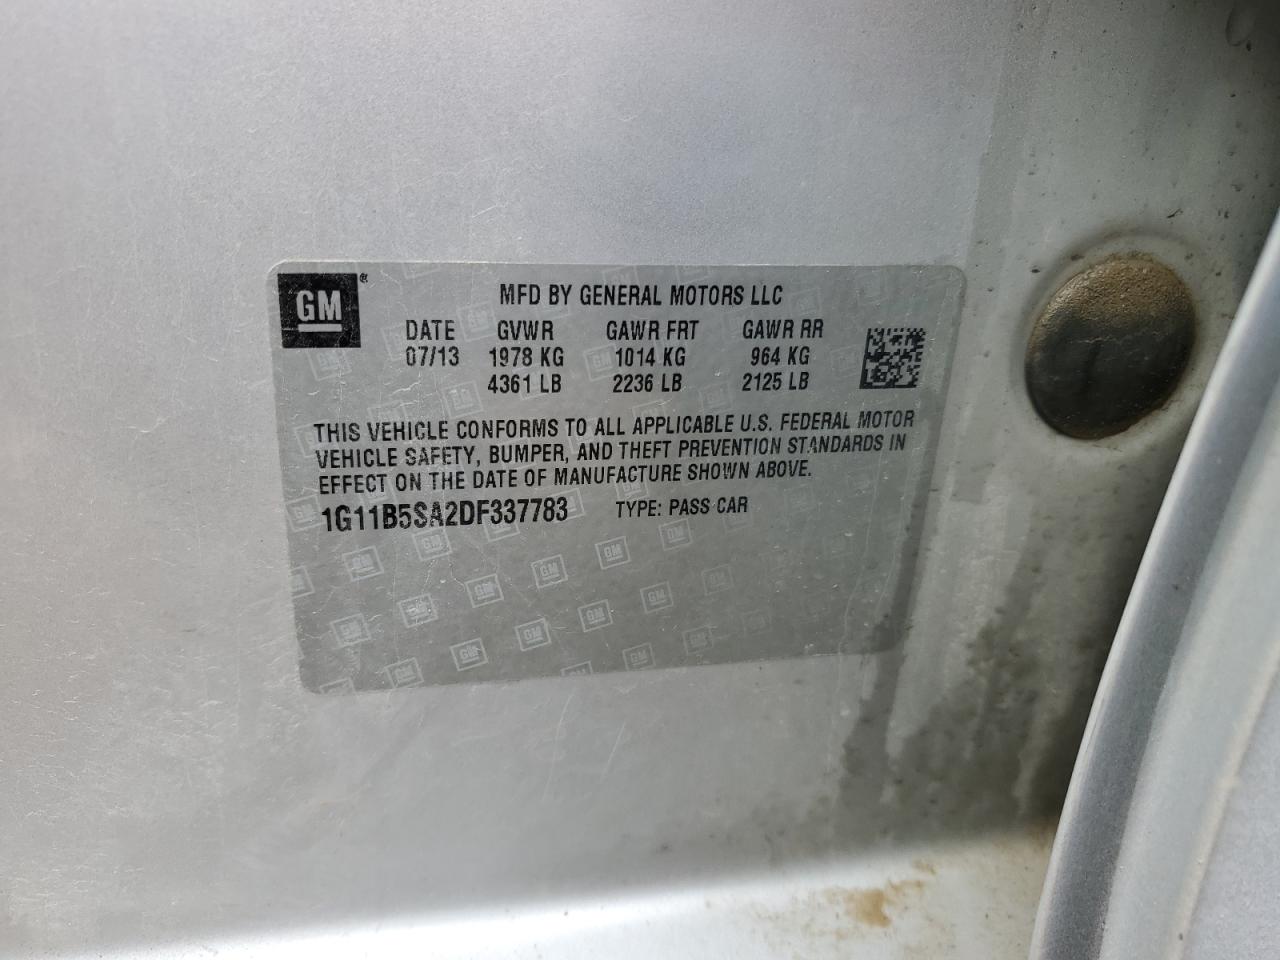 GM®
MFD BY GENERAL MOTORS LLC
DATE GVWR GAWR FRT GAWR RR
07/13 1978 KG 1014 KG 964 KG
4361 LB 2236 LB 2125 LB
THIS VEHICLE CONFORMS TO ALL APPLICABLE U.S. FEDERAL MOTOR
VEHICLE SAFETY, BUMPER, AND THEFT PREVENTION STANDARDS IN
EFFECT ON THE DATE OF MANUFACTURE SHOWN ABOVE.
1G11B5SA2DF337783 TYPE: PASS CAR